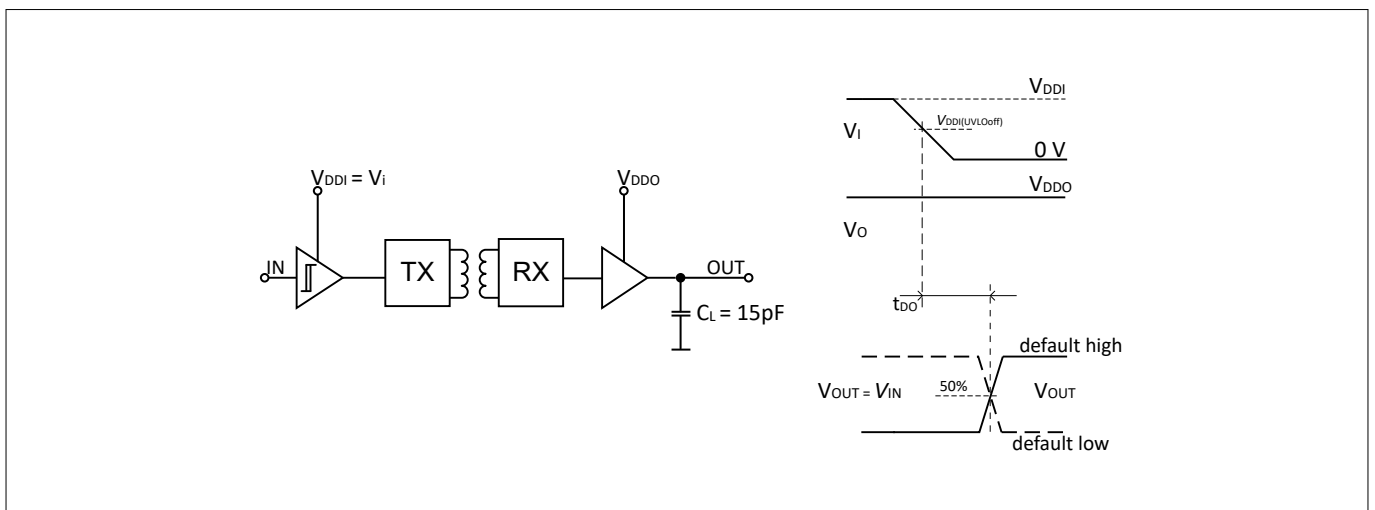 VDDI = Vi
VDDO
IN
TX
RX
OUT
CL = 15pF
VDDI
VI
VDDI(UVLOoff)
0 V
VDDO
VO
tDO
default high
VOUT = VIN
50%
VOUT
default low